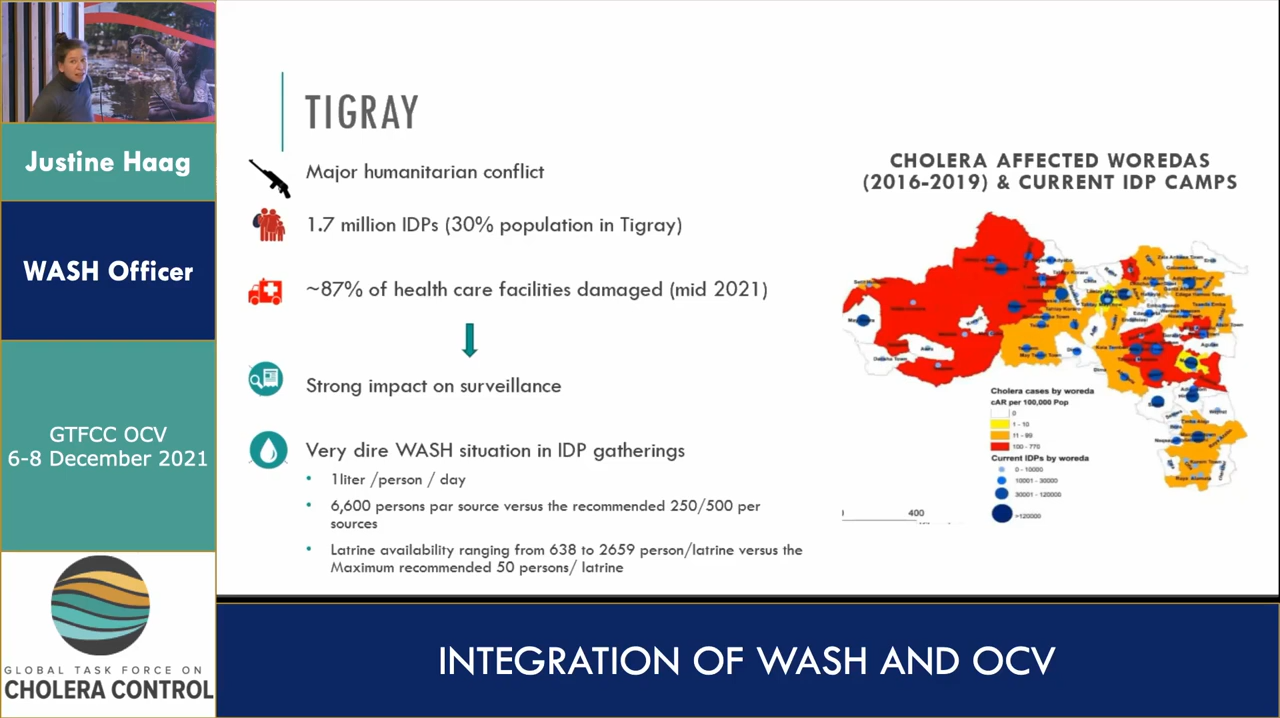 Justine Haag
WASH Officer
GTFCC OCV
6-8 December 2021
GLOBAL TASK FORCE ON
CHOLERA CONTROL
TIGRAY
Major humanitarian conflict
1.7 million IDPs (30% population in Tigray)
~87% of health care facilities damaged (mid 2021)
Strong impact on surveillance
Very dire WASH situation in IDP gatherings
• 1liter /person / day
• 6,600 persons par source versus the recommended 250/500 per
sources
• Latrine availability ranging from 638 to 2659 person/latrine versus the
Maximum recommended 50 persons/ latrine
CHOLERA AFFECTED WOREDAS
(2016-2019) & CURRENT IDP CAMPS
Cholera cases by woreda
cAR per 100,000 Pop
0
1 - 10
11 - 99
100 - 770
Current IDPs by woreda
0 - 10000
10001 - 30000
30001 - 120000
>120000
400
INTEGRATION OF WASH AND OCV